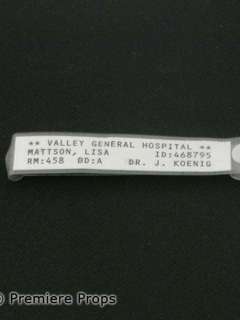 ** VALLEY GENERAL HOSPITAL **
MATTSON, LISA ID:468795
RM:458 BD:A DR. J. KOENIG
© Premiere Props